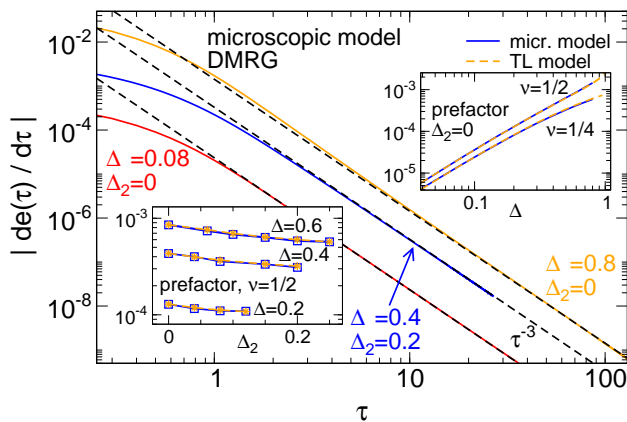 10^-2
10^-4
10^-6
10^-8
| de(τ) / dτ |
microscopic model
DMRG
micr. model
TL model
10^-3
10^-4
10^-5
ν=1/2
ν=1/4
prefactor
Δ₂=0
0.1
1
Δ
Δ =0.08
Δ₂=0
10^-3
10^-4
Δ=0.6
Δ=0.4
prefactor, ν=1/2
Δ=0.2
0
0.2
Δ₂
Δ =0.4
Δ₂=0.2
Δ =0.8
Δ₂=0
τ^-3
1
10
100
τ